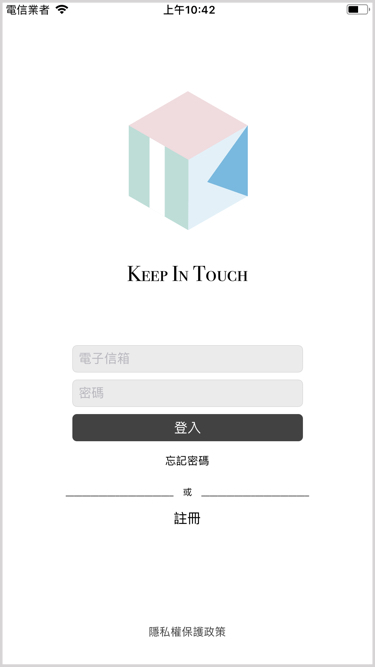 電信業者 上午10:42
KEEP IN TOUCH
電子信箱
密碼
登入
忘記密碼
或
註冊
隱私權保護政策